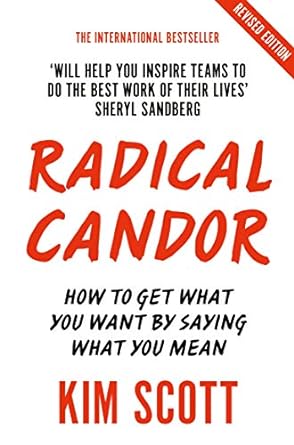 REVISED EDITION
THE INTERNATIONAL BESTSELLER
‘WILL HELP YOU INSPIRE TEAMS TO
DO THE BEST WORK OF THEIR LIVES’
SHERYL SANDBERG
RADICAL
CANDOR
HOW TO GET WHAT
YOU WANT BY SAYING
WHAT YOU MEAN
KIM SCOTT